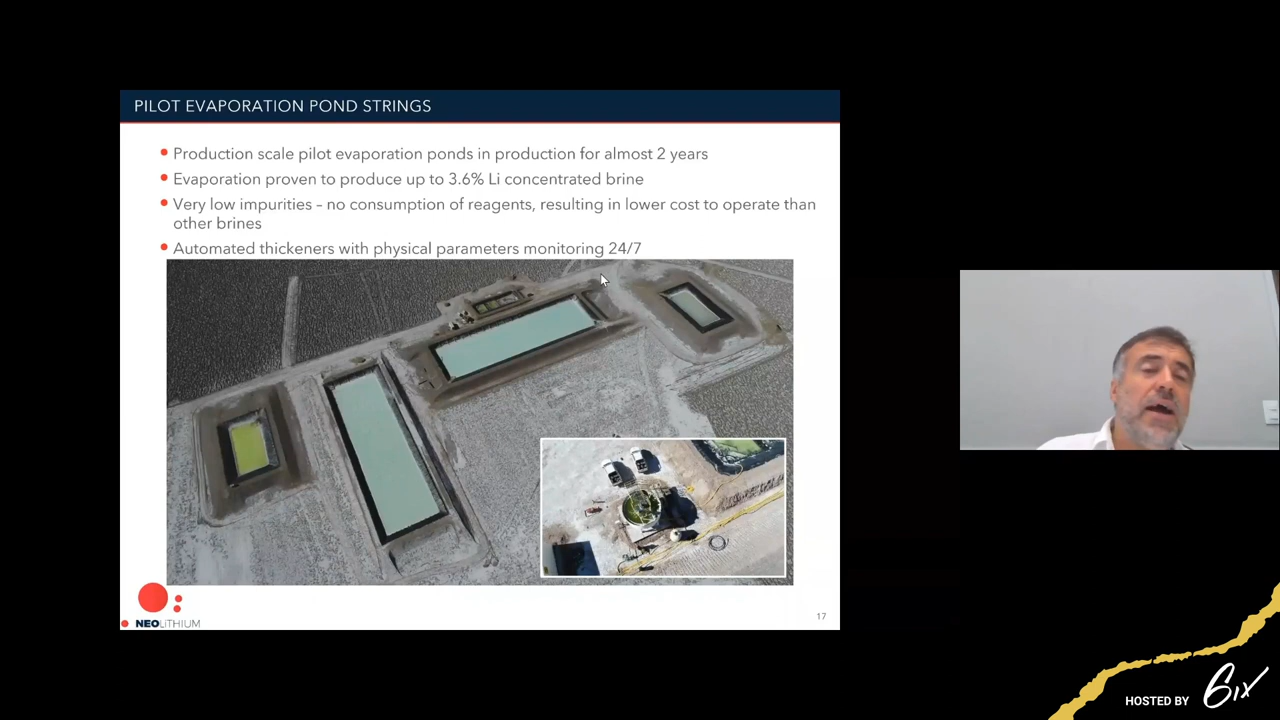 PILOT EVAPORATION POND STRINGS
Production scale pilot evaporation ponds in production for almost 2 years
Evaporation proven to produce up to 3.6% Li concentrated brine
Very low impurities – no consumption of reagents, resulting in lower cost to operate than
other brines
Automated thickeners with physical parameters monitoring 24/7
NEOLITHIUM
17
HOSTED BY 6ix